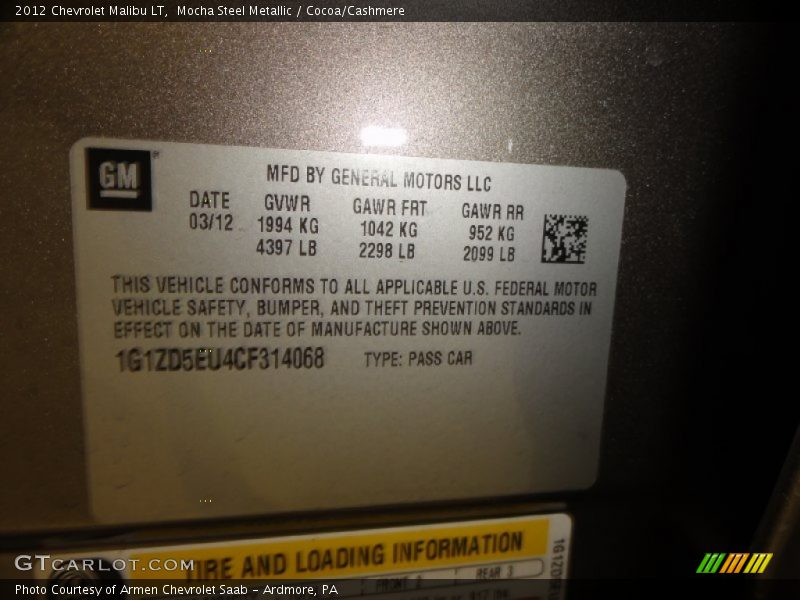 2012 Chevrolet Malibu LT,  Mocha Steel Metallic / Cocoa/Cashmere
GM
MFD BY GENERAL MOTORS LLC
DATE GVWR GAWR FRT GAWR RR
03/12 1994 KG 1042 KG 952 KG
4397 LB 2298 LB 2099 LB
THIS VEHICLE CONFORMS TO ALL APPLICABLE U.S. FEDERAL MOTOR
VEHICLE SAFETY, BUMPER, AND THEFT PREVENTION STANDARDS IN
EFFECT ON THE DATE OF MANUFACTURE SHOWN ABOVE.
1G1ZD5EU4CF314068 TYPE: PASS CAR
TIRE AND LOADING INFORMATION
FRONT 2 REAR 3
GTCARLOT.COM
Photo Courtesy of Armen Chevrolet Saab - Ardmore, PA